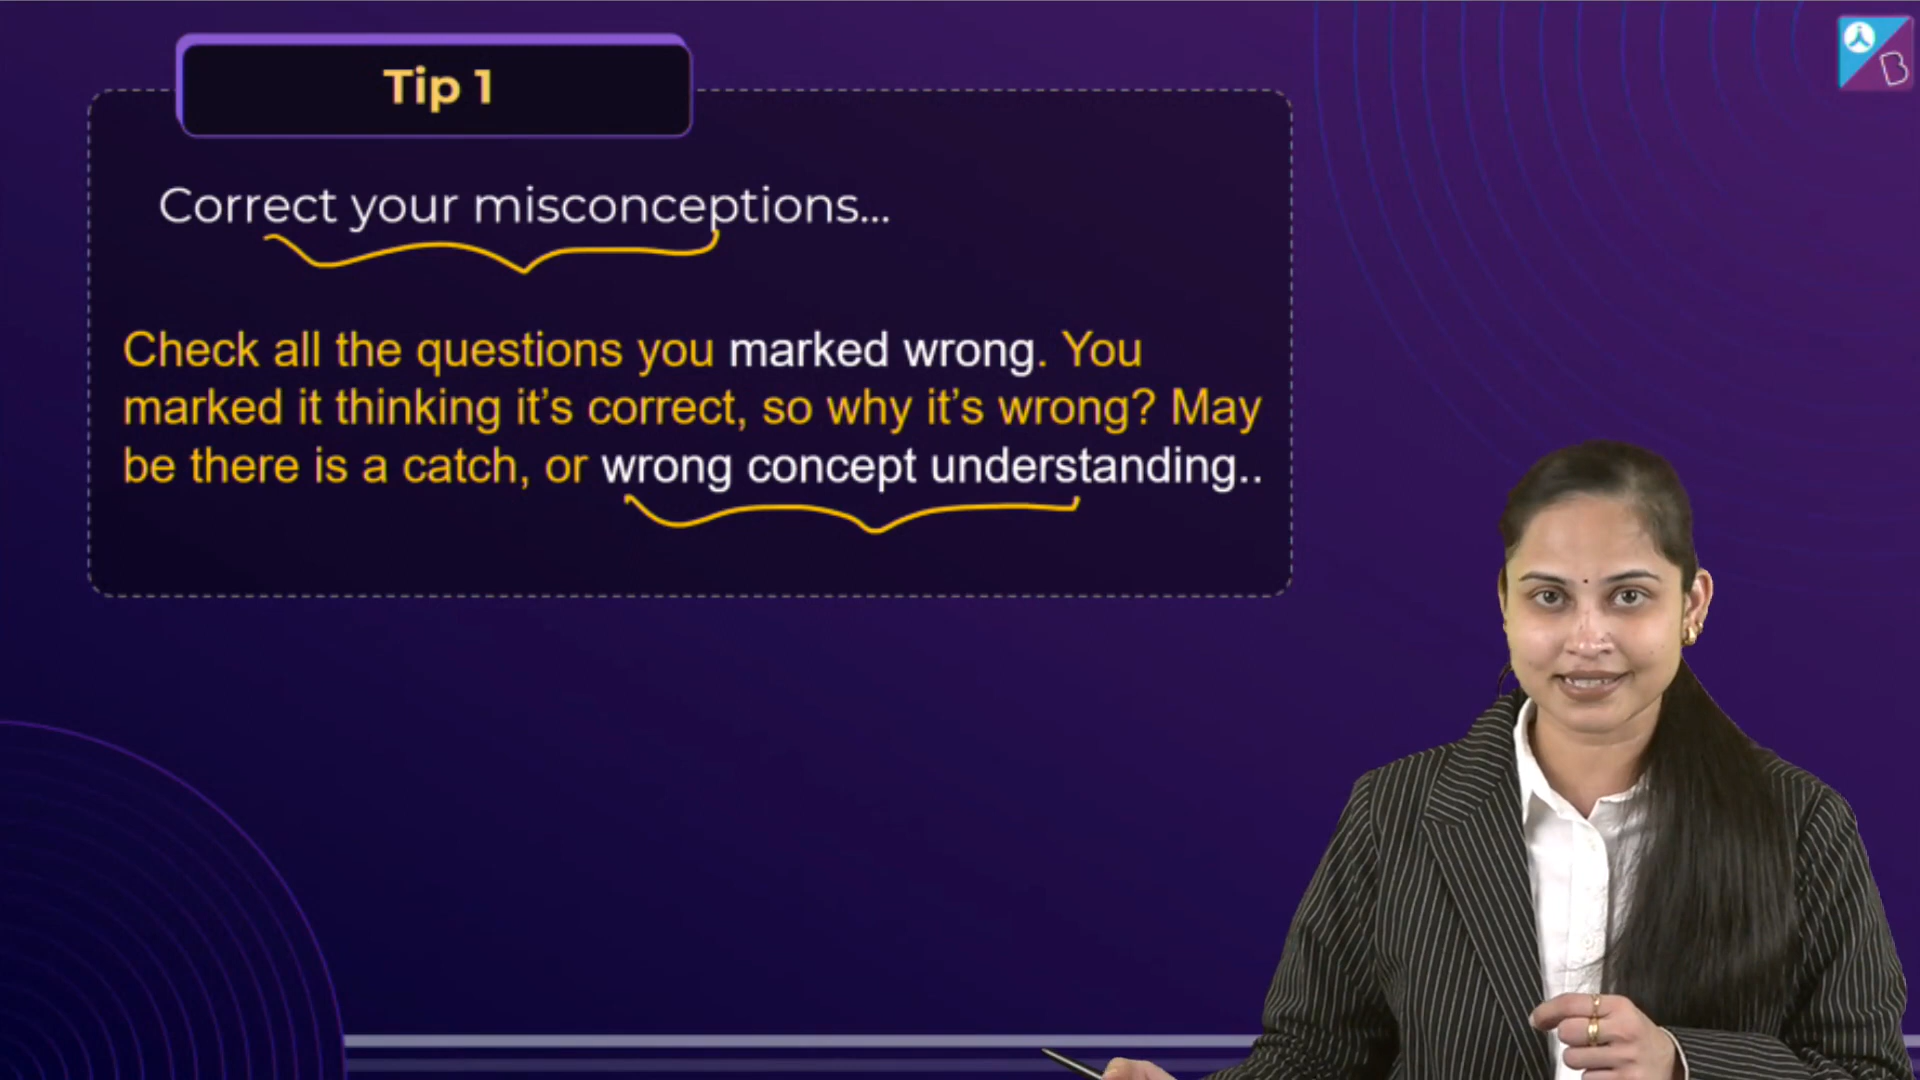 Tip 1
Correct your misconceptions...
Check all the questions you marked wrong. You
marked it thinking it’s correct, so why it’s wrong? May
be there is a catch, or wrong concept understanding..
B